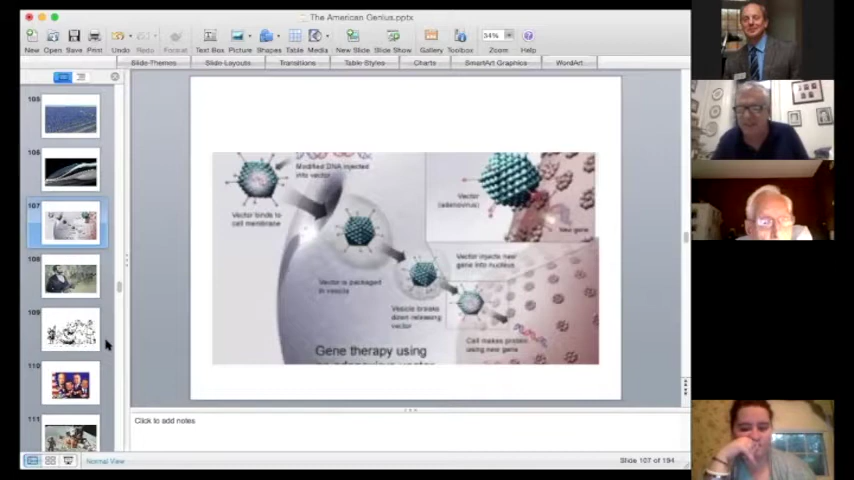 The American Genius.pptx
New Open Save Print Undo Redo Format Text Box Picture Shapes Table Media New Slide Slide Show Gallery Toolbox Zoom Help
34%
Slide Themes Slide Layouts Transitions Table Styles Charts SmartArt Graphics WordArt
106
107
108
109
110
111
Modified DNA injected
into vector
Vector binds to
cell membrane
Vector
(adenovirus)
New gene
Vector is packaged
in vesicle
Vector injects new
gene into nucleus
Vesicle breaks
down releasing
vector
Cell makes protein
using new gene
Gene therapy using
Click to add notes
Normal View
Slide 107 of 194